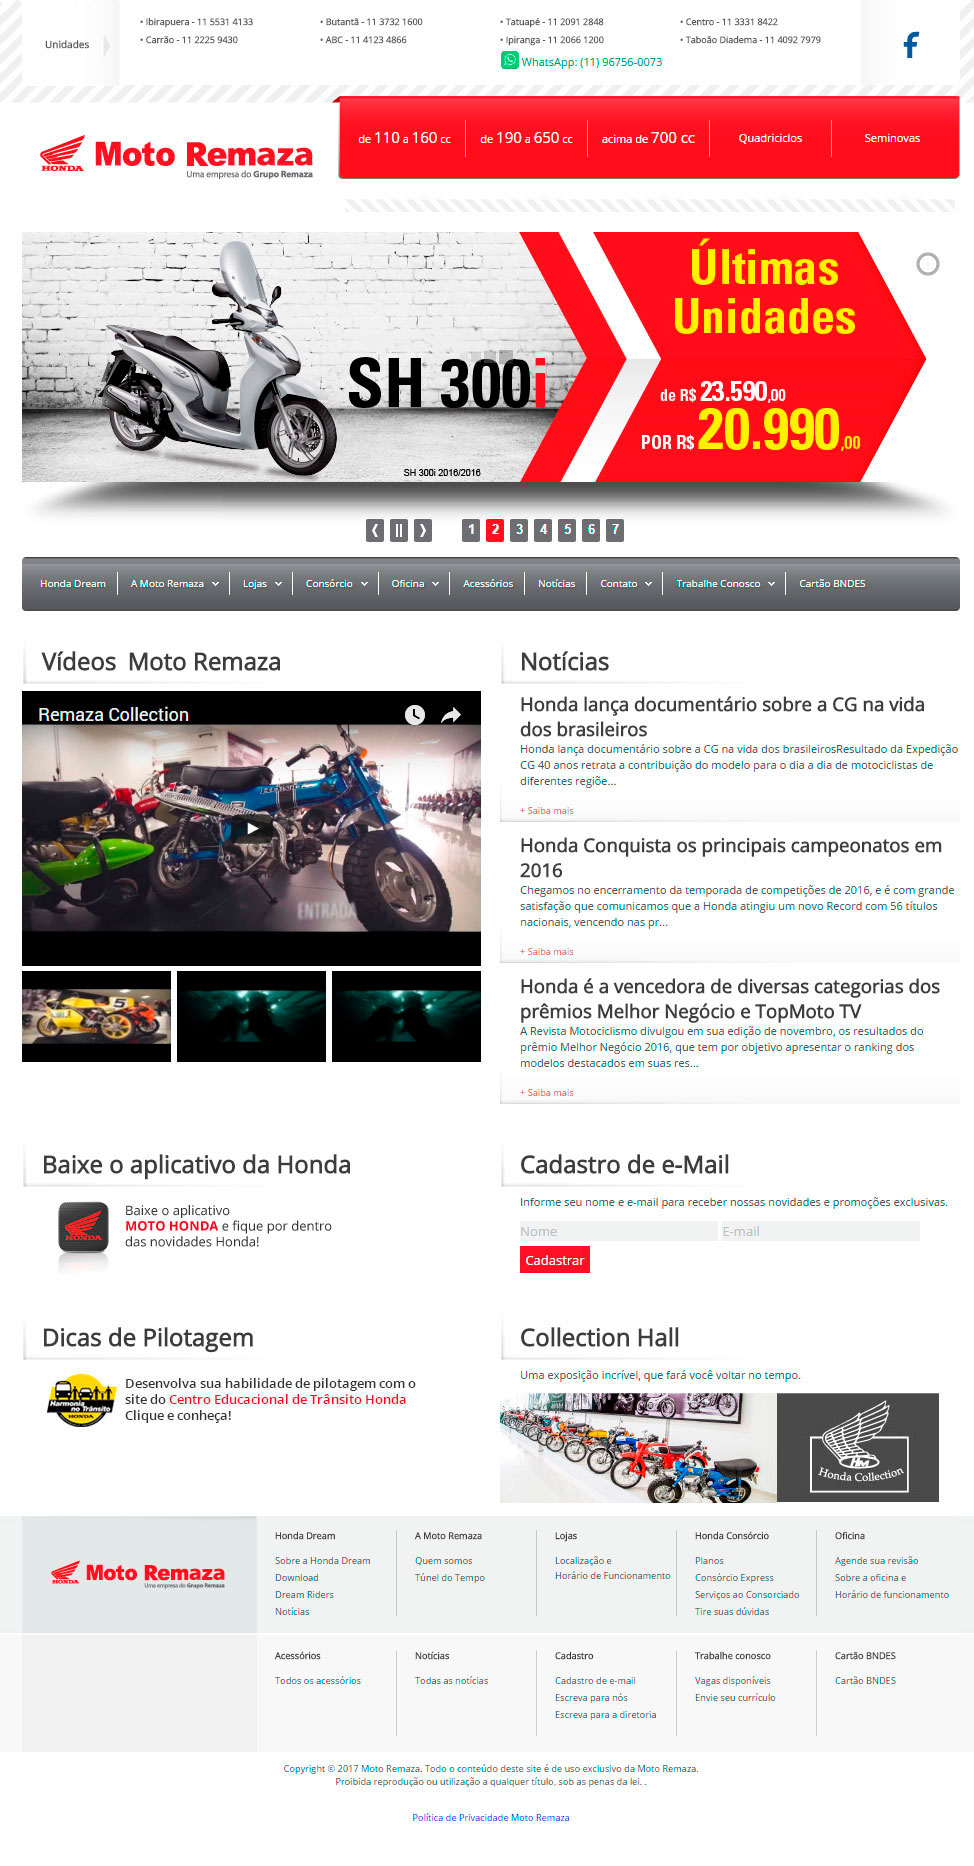 Unidades
• Ibirapuera - 11 5531 4133
• Butantã - 11 3732 1600
• Tatuapé - 11 2091 2848
• Centro - 11 3331 8422
• Carrão - 11 2225 9430
• ABC - 11 4123 4866
• Ipiranga - 11 2066 1200
• Taboão Diadema - 11 4092 7979
WhatsApp: (11) 96756-0073
HONDA
Moto Remaza
Uma empresa do Grupo Remaza
de 110 a 160 cc
de 190 a 650 cc
acima de 700 cc
Quadriciclos
Seminovas
Últimas
Unidades
SH 300i
de R$ 23.590,00
POR R$ 20.990,00
SH 300i 2016/2016
1 2 3 4 5 6 7
Honda Dream
A Moto Remaza
Lojas
Consórcio
Oficina
Acessórios
Notícias
Contato
Trabalhe Conosco
Cartão BNDES
Vídeos Moto Remaza
Remaza Collection
HONDA
ENTRADA
5
Notícias
Honda lança documentário sobre a CG na vida
dos brasileiros
Honda lança documentário sobre a CG na vida dos brasileirosResultado da Expedição
CG 40 anos retrata a contribuição do modelo para o dia a dia de motociclistas de
diferentes regiõe...
+ Saiba mais
Honda Conquista os principais campeonatos em
2016
Chegamos no encerramento da temporada de competições de 2016, e é com grande
satisfação que comunicamos que a Honda atingiu um novo Record com 56 títulos
nacionais, vencendo nas pr...
+ Saiba mais
Honda é a vencedora de diversas categorias dos
prêmios Melhor Negócio e TopMoto TV
A Revista Motociclismo divulgou em sua edição de novembro, os resultados do
prêmio Melhor Negócio 2016, que tem por objetivo apresentar o ranking dos
modelos destacados em suas res...
+ Saiba mais
Baixe o aplicativo da Honda
HONDA
Baixe o aplicativo
MOTO HONDA e fique por dentro
das novidades Honda!
Cadastro de e-Mail
Informe seu nome e e-mail para receber nossas novidades e promoções exclusivas.
Nome
E-mail
Cadastrar
Dicas de Pilotagem
Harmonia
no Trânsito
HONDA
Desenvolva sua habilidade de pilotagem com o
site do Centro Educacional de Trânsito Honda
Clique e conheça!
Collection Hall
Uma exposição incrível, que fará você voltar no tempo.
HM
Honda Collection
HONDA
Moto Remaza
Uma empresa do Grupo Remaza
Honda Dream
Sobre a Honda Dream
Download
Dream Riders
Notícias
A Moto Remaza
Quem somos
Túnel do Tempo
Lojas
Localização e
Horário de Funcionamento
Honda Consórcio
Planos
Consórcio Express
Serviços ao Consorciado
Tire suas dúvidas
Oficina
Agende sua revisão
Sobre a oficina e
Horário de funcionamento
Acessórios
Todos os acessórios
Notícias
Todas as notícias
Cadastro
Cadastro de e-mail
Escreva para nós
Escreva para a diretoria
Trabalhe conosco
Vagas disponíveis
Envie seu currículo
Cartão BNDES
Cartão BNDES
Copyright © 2017 Moto Remaza. Todo o conteúdo deste site é de uso exclusivo da Moto Remaza.
Proibida reprodução ou utilização a qualquer título, sob as penas da lei. .
Política de Privacidade Moto Remaza